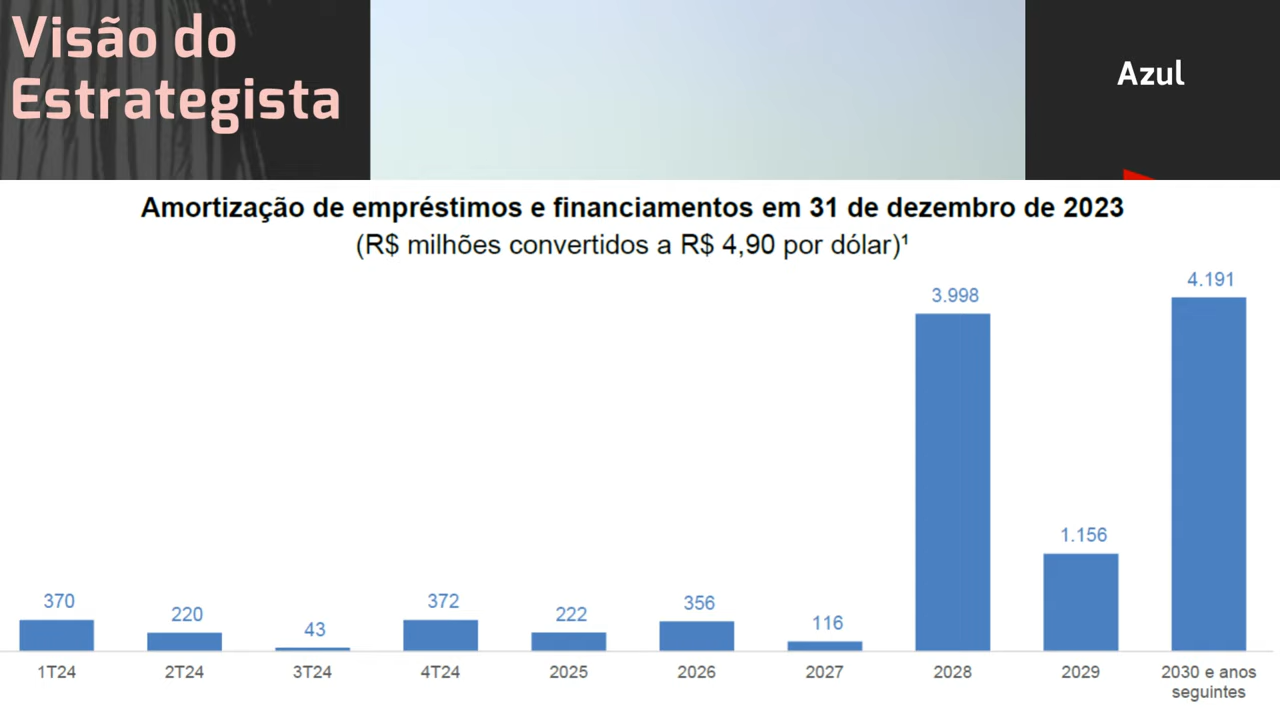 Visão do
Estrategista
Azul
Amortização de empréstimos e financiamentos em 31 de dezembro de 2023
(R$ milhões convertidos a R$ 4,90 por dólar)¹
370
220
43
372
222
356
116
3.998
1.156
4.191
1T24
2T24
3T24
4T24
2025
2026
2027
2028
2029
2030 e anos
seguintes